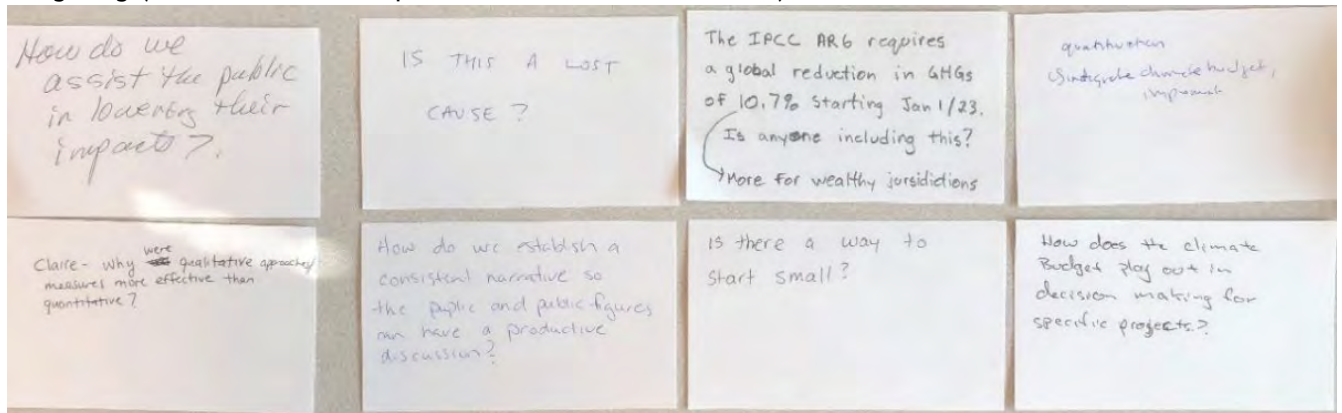 How do we
assist the public
in lowering their
impacts?
IS THIS A LOST
CAUSE?
The IPCC AR6 requires
a global reduction in GHGs
of 10.7% Starting Jan 1/23.
Is anyone including this?
More for wealthy jorsidictions
budget,
Claire - why were qualitative approaches/
measures more effective than
quantitative?
How do we establish a
consistent narrative so
the public and public figures
can have a productive
discussion?
is there a way to
start small?
How does the climate
Budget play out in
decision making for
specific projects?